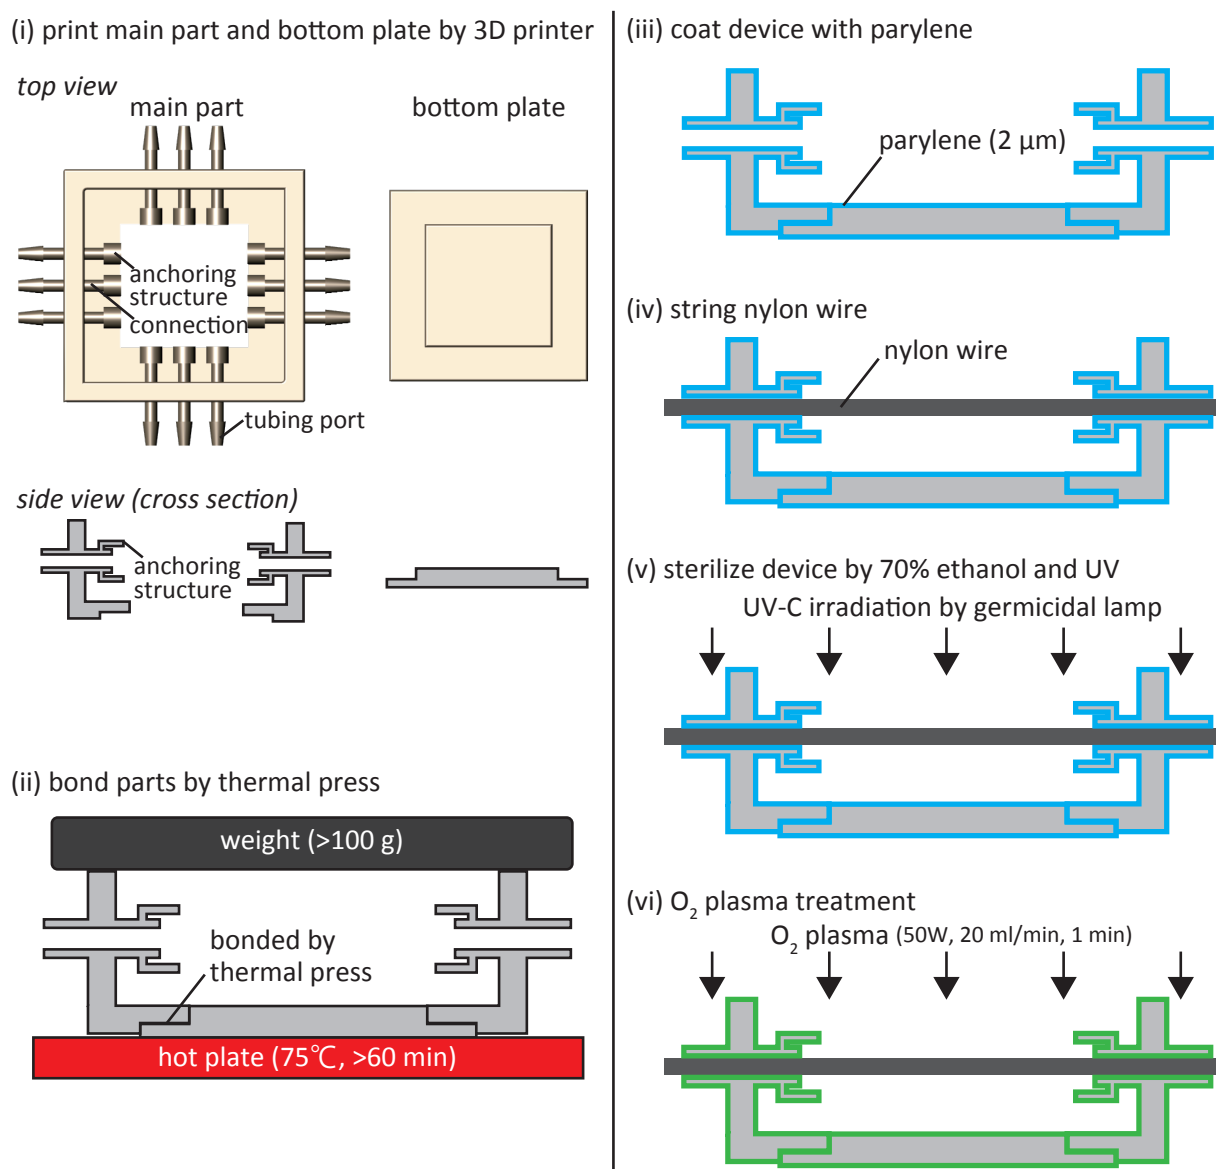 (i) print main part and bottom plate by 3D printer
top view
main part
bottom plate
anchoring
structure
connection
tubing port
side view (cross section)
anchoring
structure
(ii) bond parts by thermal press
weight (>100 g)
bonded by
thermal press
hot plate (75℃, >60 min)
(iii) coat device with parylene
parylene (2 μm)
(iv) string nylon wire
nylon wire
(v) sterilize device by 70% ethanol and UV
UV-C irradiation by germicidal lamp
(vi) O₂ plasma treatment
O₂ plasma (50W, 20 ml/min, 1 min)